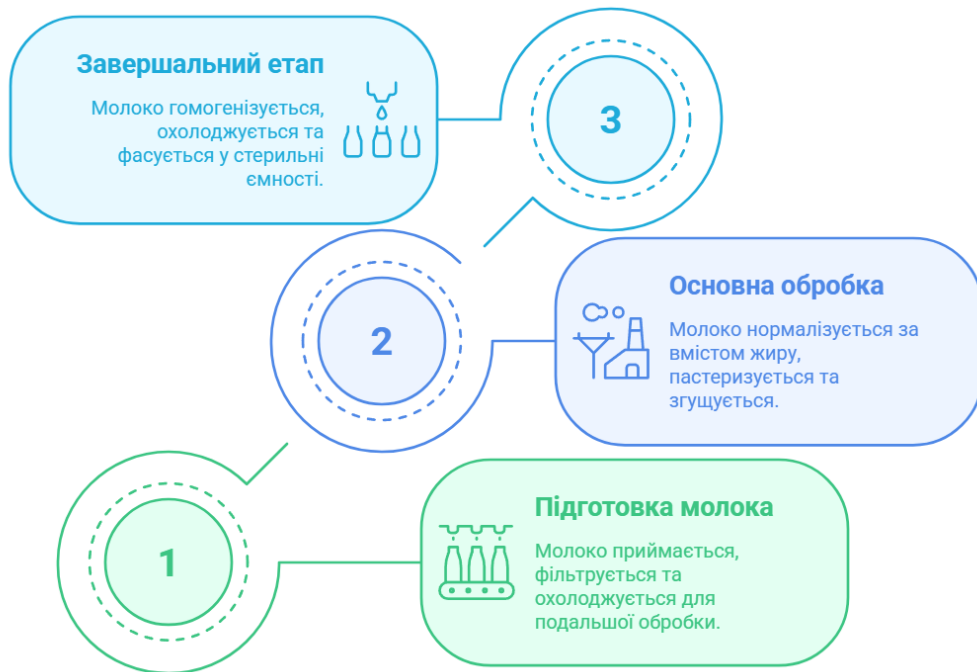 Завершальний етап
Молоко гомогенізується,
охолоджується та
фасується у стерильні
ємності.
3
2
Основна обробка
Молоко нормалізується за
вмістом жиру,
пастеризується та
згущується.
1
Підготовка молока
Молоко приймається,
фільтрується та
охолоджується для
подальшої обробки.